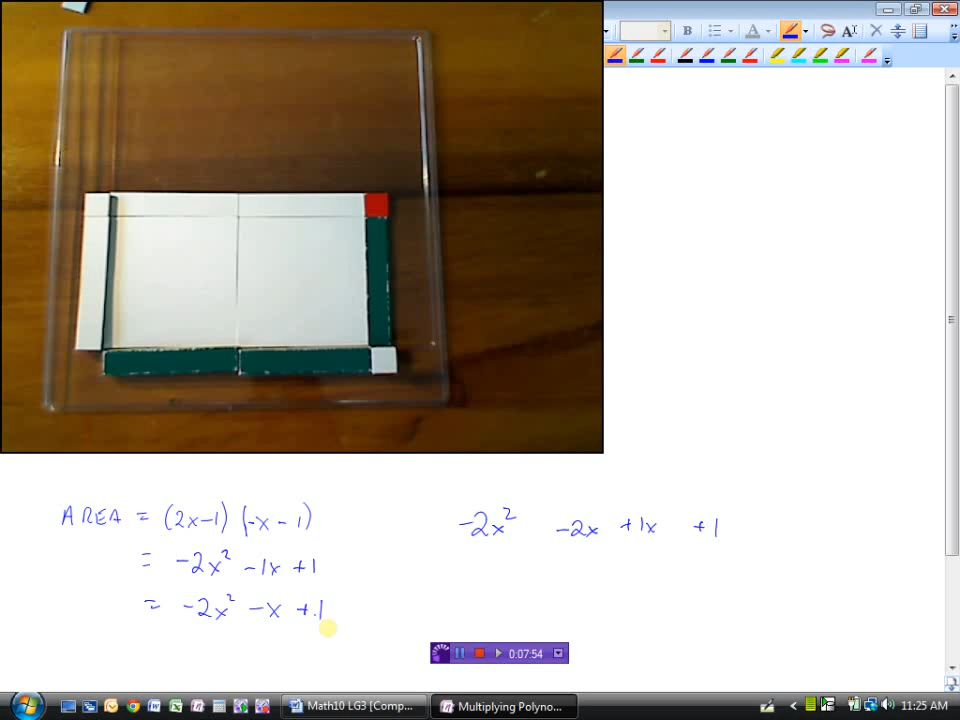 B
A
AREA = (2x-1) (-x - 1)
-2x² -2x +1x +1
= -2x² -1x +1
= -2x² -x +1
0:07:54
Math10 LG3 [Comp...
Multiplying Polyno...
11:25 AM